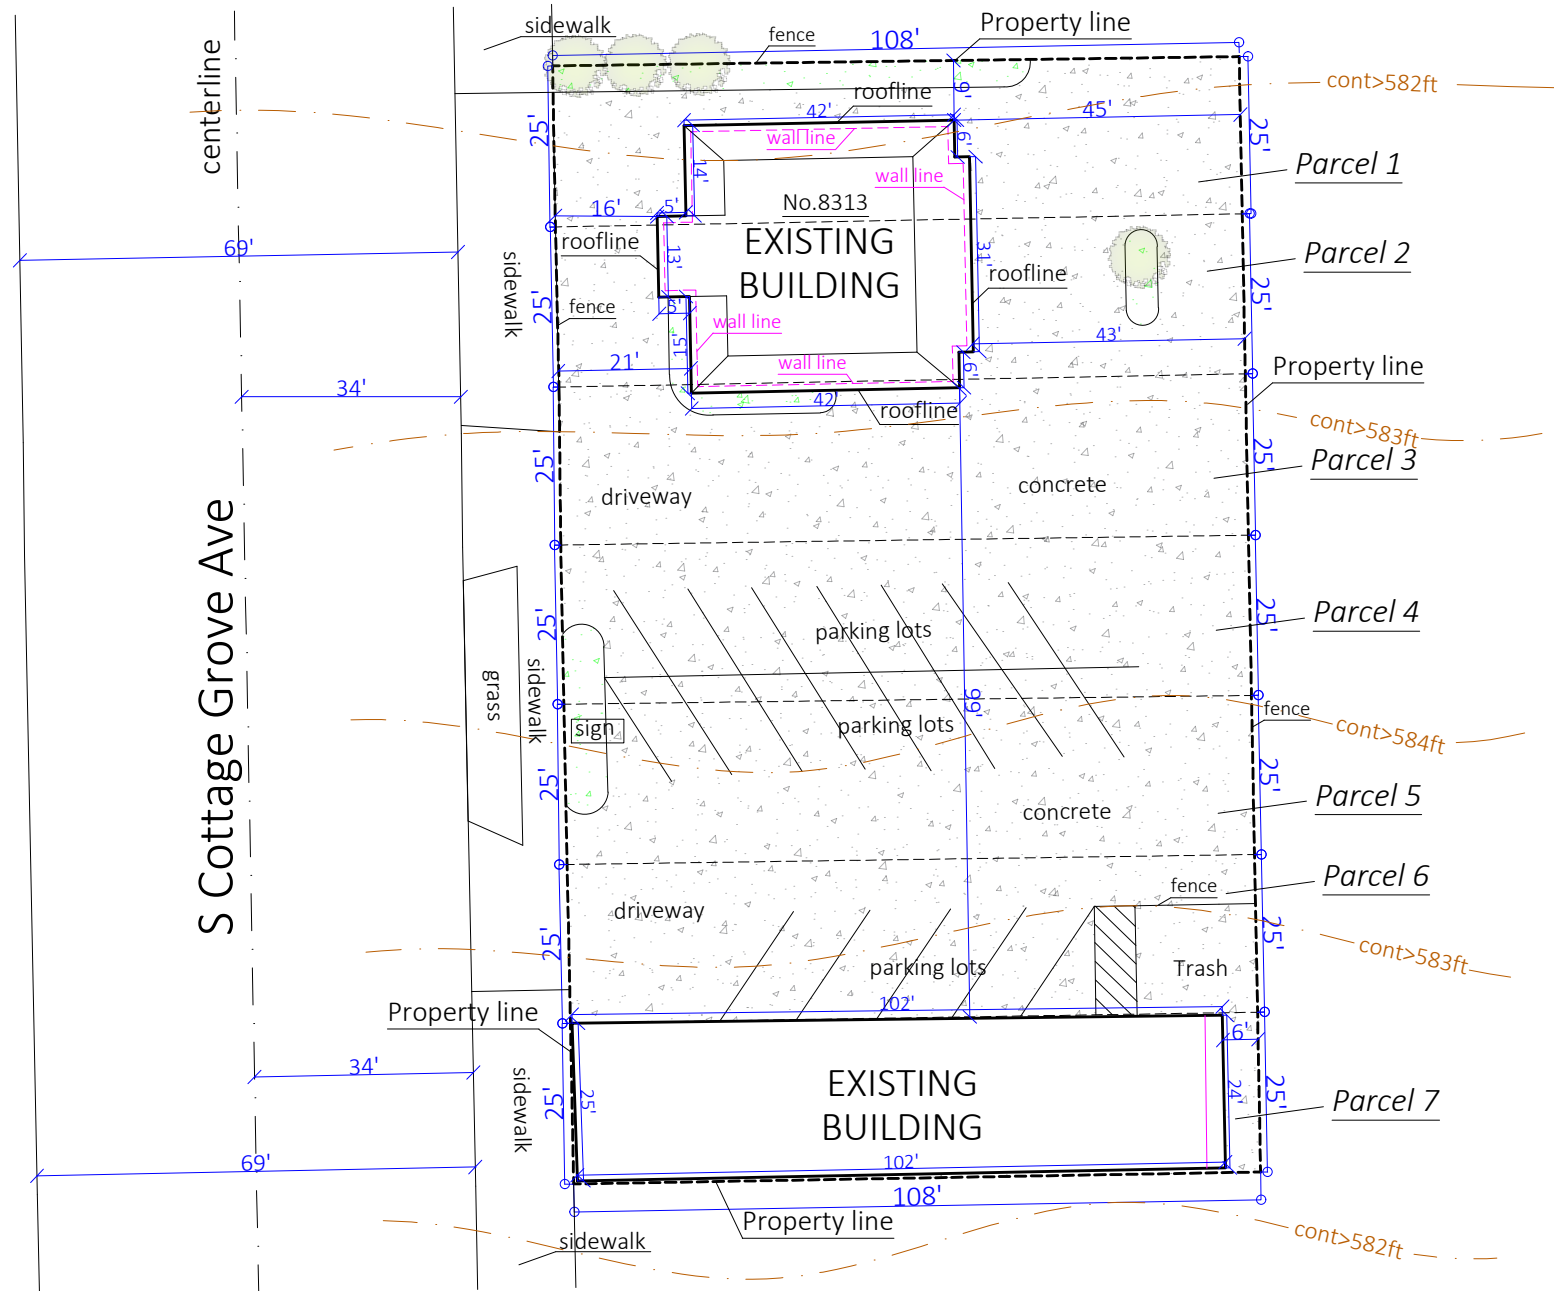 sidewalk
fence
Property line
108'
centerline
cont>582ft
9'
roofline
42'
45'
25'
25'
wall line
6'
Parcel 1
14'
wall line
No.8313
16'
5'
EXISTING
BUILDING
roofline
13'
31'
roofline
Parcel 2
69'
sidewalk
25'
fence
5'
25'
wall line
15'
43'
21'
wall line
6'
Property line
34'
42'
roofline
cont>583ft
25'
25'
Parcel 3
driveway
concrete
S Cottage Grove Ave
25'
parking lots
25'
Parcel 4
grass
sidewalk
sign
parking lots
99'
fence
cont>584ft
25'
25'
concrete
Parcel 5
fence
Parcel 6
driveway
25'
25'
parking lots
Trash
cont>583ft
Property line
102'
6'
34'
sidewalk
25'
25'
EXISTING
BUILDING
24'
25'
Parcel 7
69'
102'
108'
Property line
sidewalk
cont>582ft